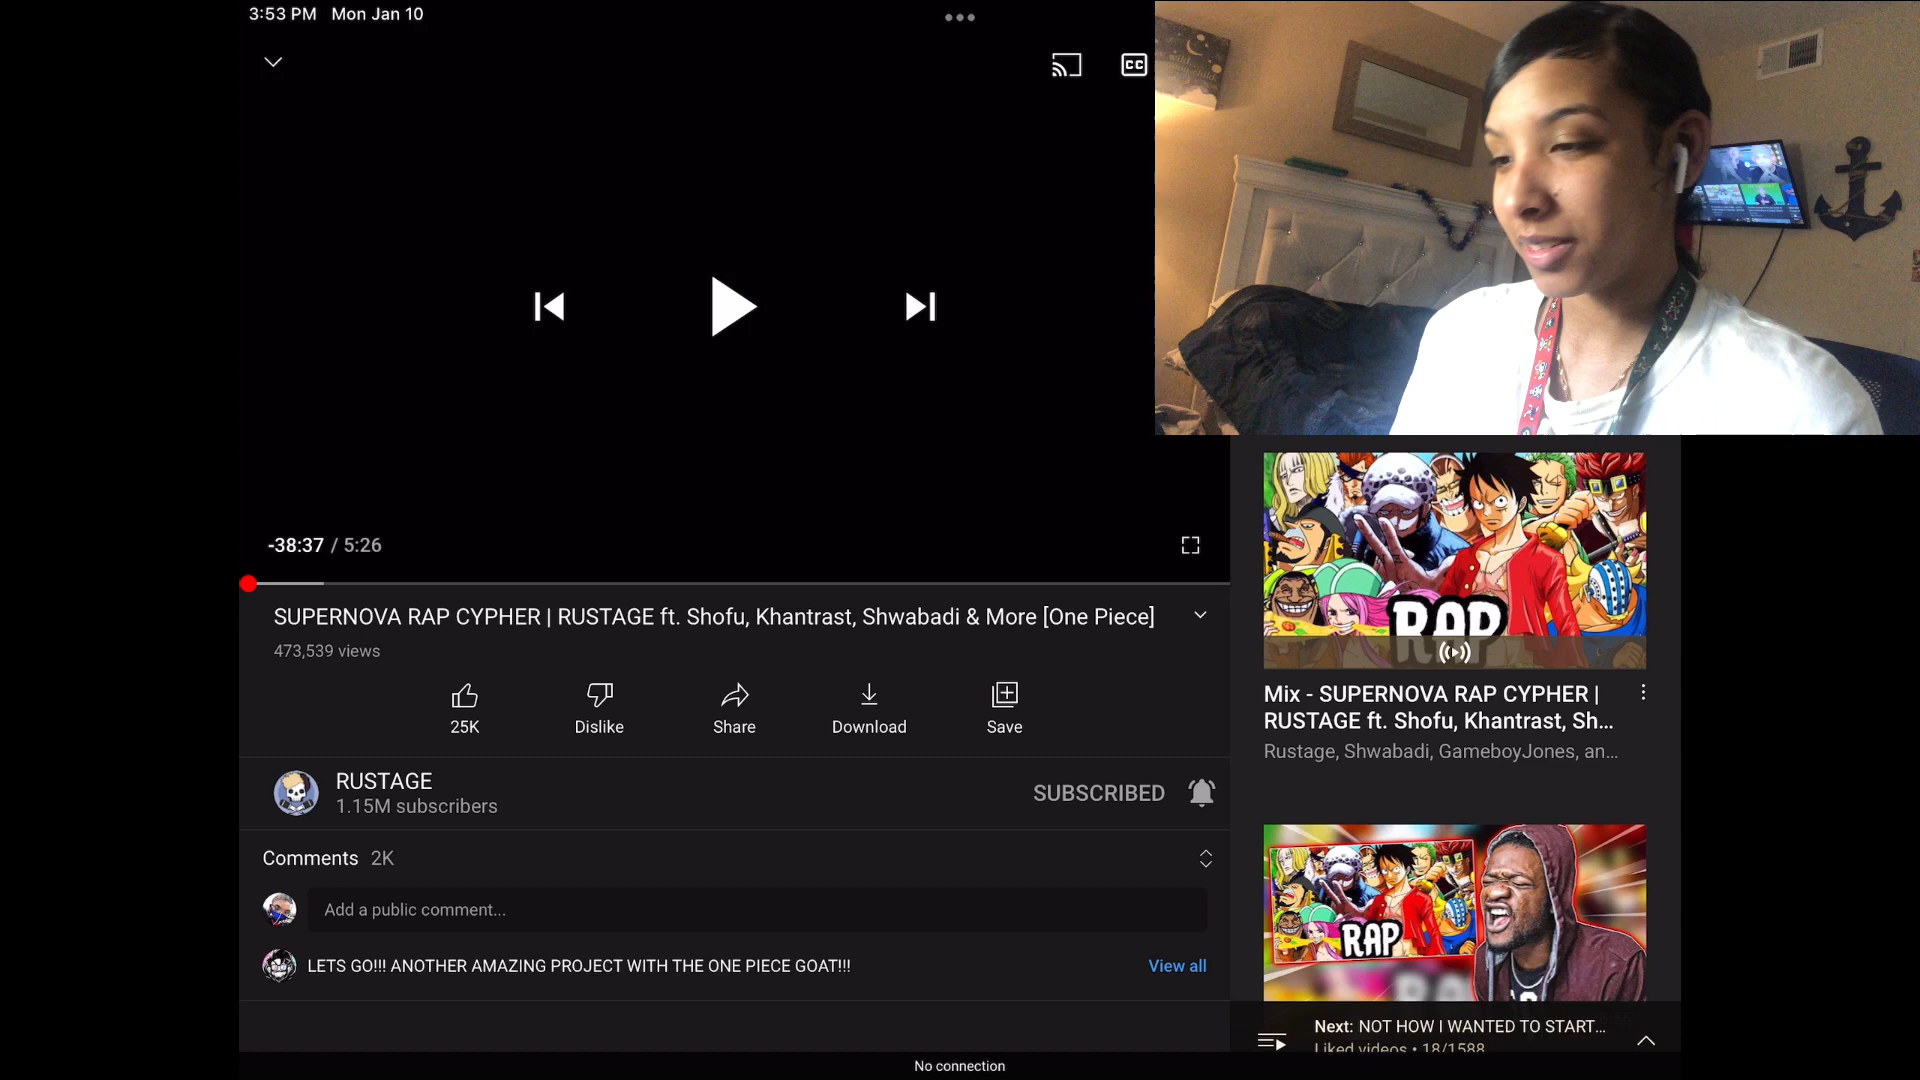 3:53 PM Mon Jan 10
CC
-38:37 / 5:26
SUPERNOVA RAP CYPHER | RUSTAGE ft. Shofu, Khantrast, Shwabadi & More [One Piece]
473,539 views
25K
Dislike
Share
Download
Save
RUSTAGE
1.15M subscribers
SUBSCRIBED
Comments 2K
Add a public comment...
LETS GO!!! ANOTHER AMAZING PROJECT WITH THE ONE PIECE GOAT!!!
View all
RAP
Mix - SUPERNOVA RAP CYPHER |
RUSTAGE ft. Shofu, Khantrast, Sh...
Rustage, Shwabadi, GameboyJones, an...
RAP
Next: NOT HOW I WANTED TO START...
Liked videos • 18/1588
No connection